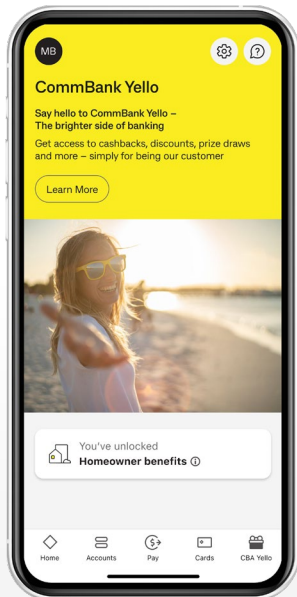 MB
CommBank Yello
Say hello to CommBank Yello –
The brighter side of banking
Get access to cashbacks, discounts, prize draws
and more – simply for being our customer
Learn More
You've unlocked
Homeowner benefits
Home Accounts Pay Cards CBA Yello